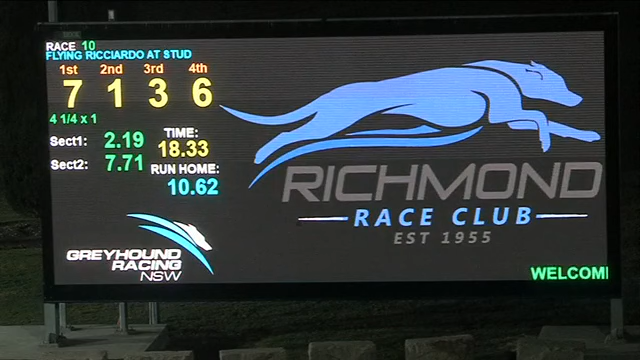 RACE 10
FLYING RICCIARDO AT STUD
1st 2nd 3rd 4th
7 1 3 6
4 1/4 x 1
Sect1: 2.19
Sect2: 7.71
TIME:
18.33
RUN HOME:
10.62
RICHMOND
RACE CLUB
EST 1955
GREYHOUND
RACING
NSW